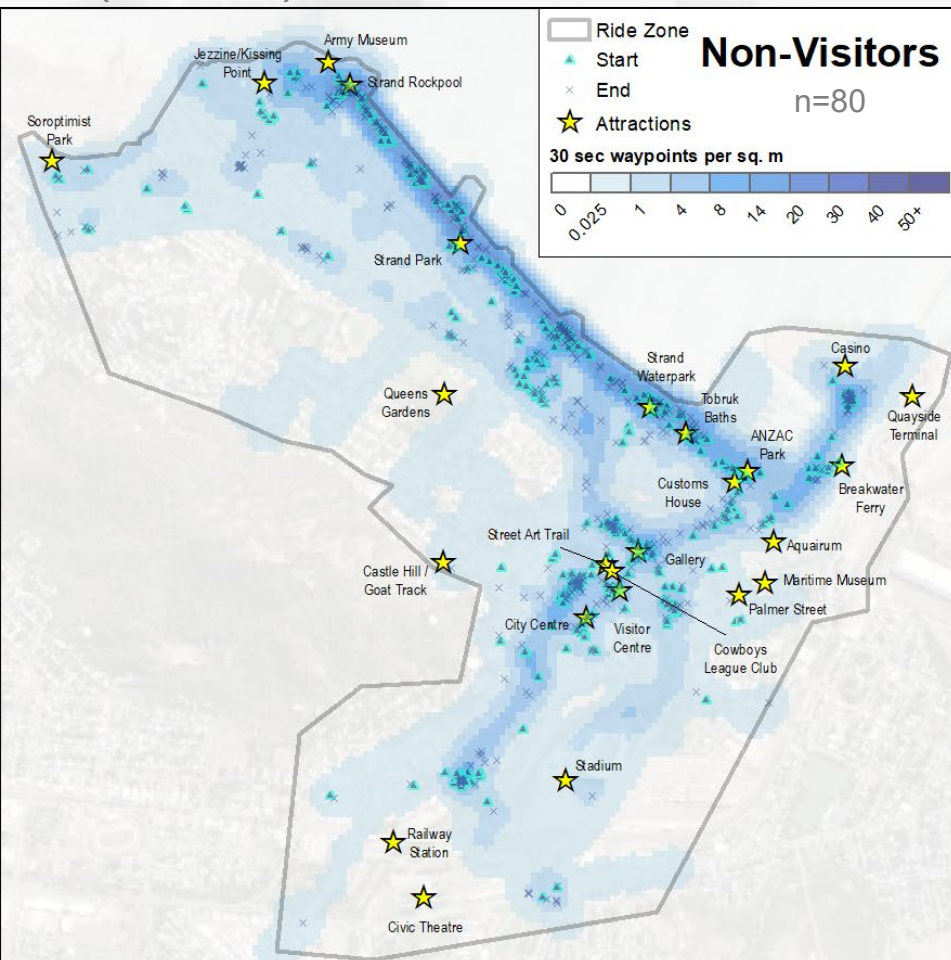 Ride Zone
Start
End
Attractions
Non-Visitors
n=80
30 sec waypoints per sq. m
0
0.025
1
4
8
14
20
30
40
50+
Army Museum
Jezzine/Kissing
Point
Strand Rockpool
Soroptimist
Park
Strand Park
Casino
Strand
Waterpark
Queens
Gardens
Tobruk
Baths
Quayside
Terminal
ANZAC
Park
Customs
House
Breakwater
Ferry
Street Art Trail
Aquairum
Gallery
Castle Hill /
Goat Track
Maritime Museum
Palmer Street
City Centre
Visitor
Centre
Cowboys
League Club
Stadium
Railway
Station
Civic Theatre